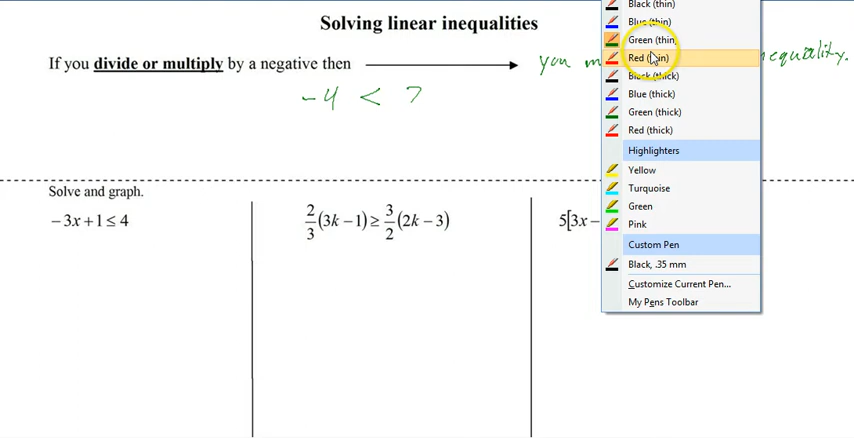 Solving linear inequalities
If you divide or multiply by a negative then
you
-4 < 7
Solve and graph.
-3x + 1 ≤ 4
2/3(3k - 1) ≥ 3/2(2k - 3)
5[3x -
Black (thin)
Blue (thin)
Green (thin)
Red (thin)
Black (thick)
Blue (thick)
Green (thick)
Red (thick)
Highlighters
Yellow
Turquoise
Green
Pink
Custom Pen
Black, .35 mm
Customize Current Pen...
My Pens Toolbar